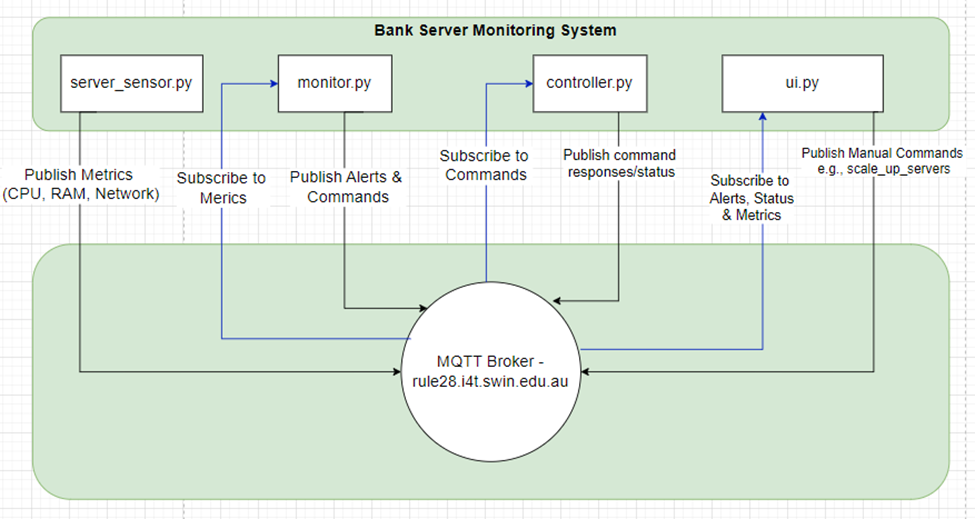 Bank Server Monitoring System
server_sensor.py
monitor.py
controller.py
ui.py
Publish Metrics
(CPU, RAM, Network)
Subscribe to
Merics
Publish Alerts &
Commands
Subscribe to
Commands
Publish command
responses/status
Subscribe to
Alerts, Status
& Metrics
Publish Manual Commands
e.g., scale_up_servers
MQTT Broker -
rule28.i4t.swin.edu.au